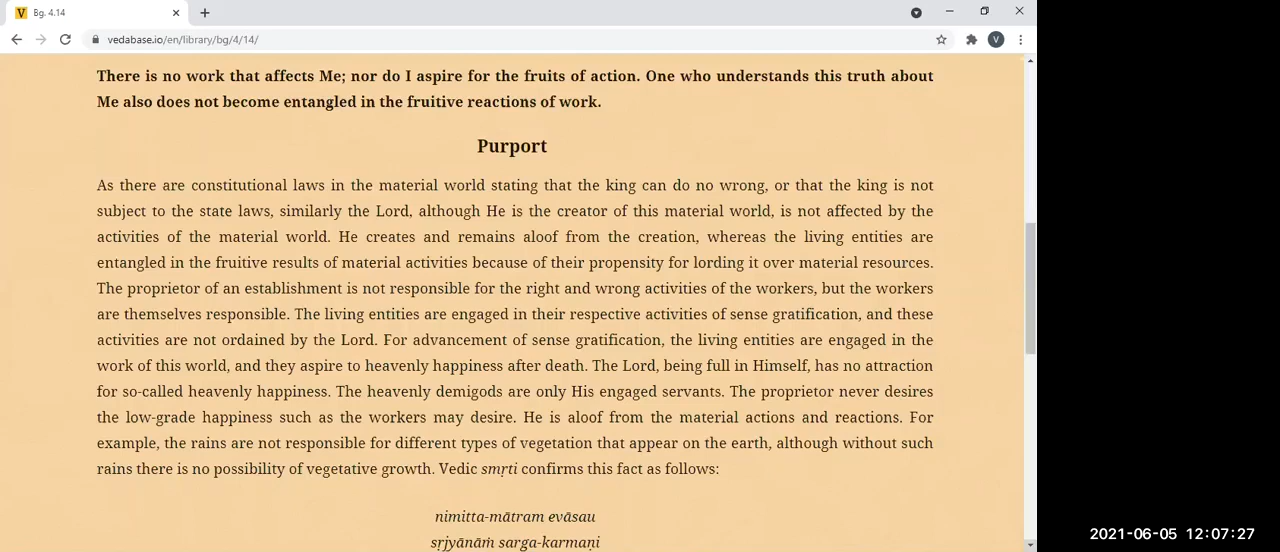 Bg. 4.14
vedabase.io/en/library/bg/4/14/
V
There is no work that affects Me; nor do I aspire for the fruits of action. One who understands this truth about
Me also does not become entangled in the fruitive reactions of work.
Purport
As there are constitutional laws in the material world stating that the king can do no wrong, or that the king is not
subject to the state laws, similarly the Lord, although He is the creator of this material world, is not affected by the
activities of the material world. He creates and remains aloof from the creation, whereas the living entities are
entangled in the fruitive results of material activities because of their propensity for lording it over material resources.
The proprietor of an establishment is not responsible for the right and wrong activities of the workers, but the workers
are themselves responsible. The living entities are engaged in their respective activities of sense gratification, and these
activities are not ordained by the Lord. For advancement of sense gratification, the living entities are engaged in the
work of this world, and they aspire to heavenly happiness after death. The Lord, being full in Himself, has no attraction
for so-called heavenly happiness. The heavenly demigods are only His engaged servants. The proprietor never desires
the low-grade happiness such as the workers may desire. He is aloof from the material actions and reactions. For
example, the rains are not responsible for different types of vegetation that appear on the earth, although without such
rains there is no possibility of vegetative growth. Vedic smṛti confirms this fact as follows:
nimitta-mātram evāsau
sṛjyānāṁ sarga-karmaṇi
2021-06-05 12:07:27